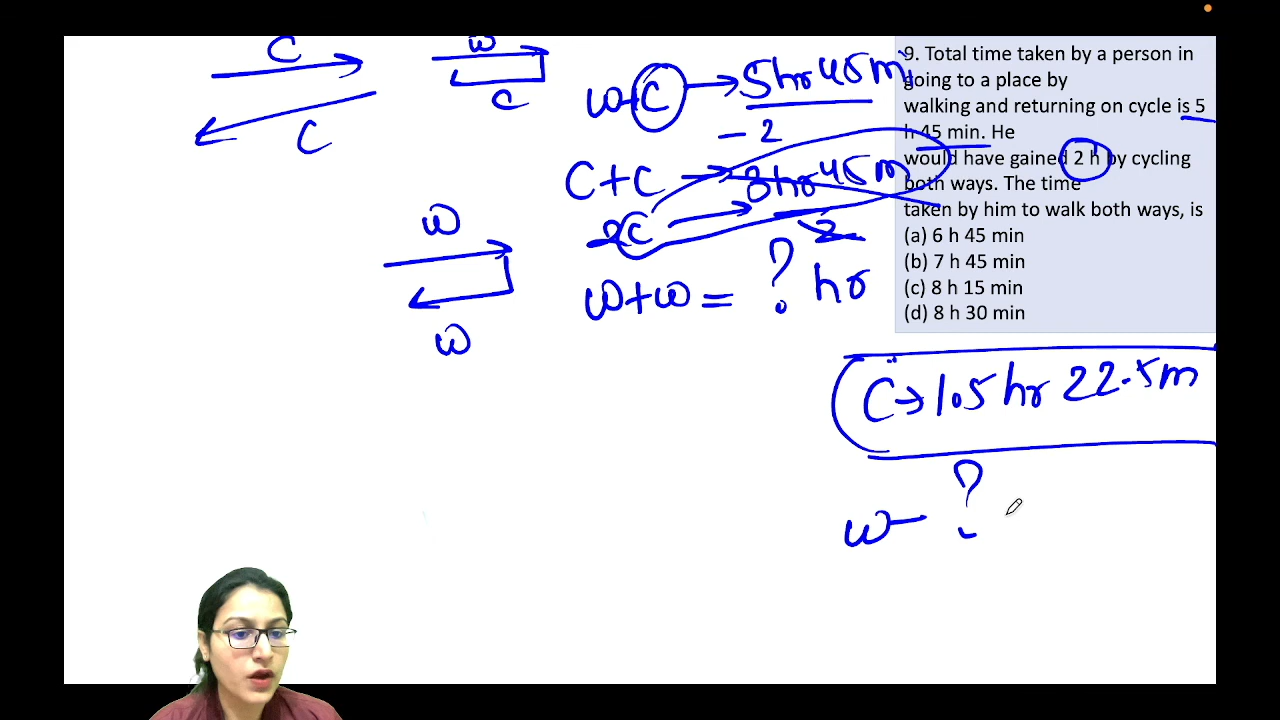 C
C
W
C
W
W
W+C → 5hr 45m
- 2
C+C → 3hr 45m
2C →
2
W+W = ? hr
9. Total time taken by a person in
going to a place by
walking and returning on cycle is 5
h 45 min. He
would have gained 2 h by cycling
both ways. The time
taken by him to walk both ways, is
(a) 6 h 45 min
(b) 7 h 45 min
(c) 8 h 15 min
(d) 8 h 30 min
C → 1.5 hr 22.5m
W - ?